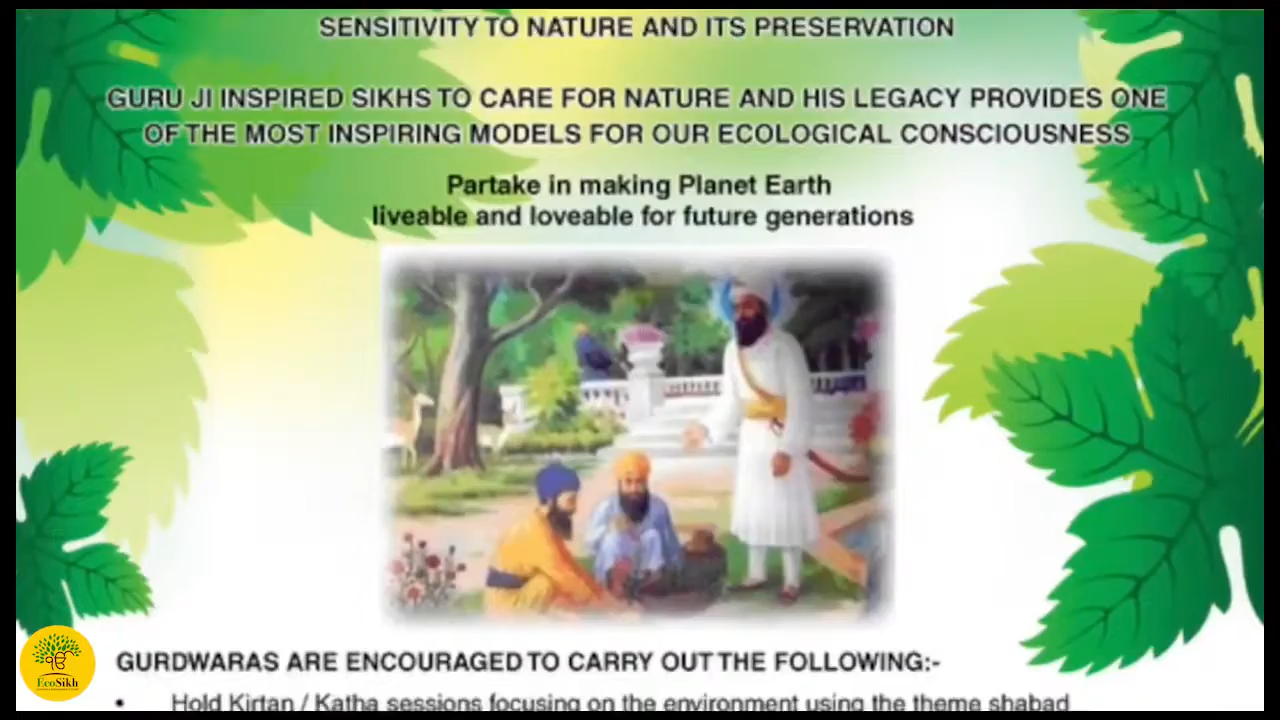 SENSITIVITY TO NATURE AND ITS PRESERVATION
GURU JI INSPIRED SIKHS TO CARE FOR NATURE AND HIS LEGACY PROVIDES ONE
OF THE MOST INSPIRING MODELS FOR OUR ECOLOGICAL CONSCIOUSNESS
Partake in making Planet Earth
liveable and loveable for future generations
GURDWARAS ARE ENCOURAGED TO CARRY OUT THE FOLLOWING:-
• Hold Kirtan / Katha sessions focusing on the environment using the theme shabad
ੴ
EcoSikh